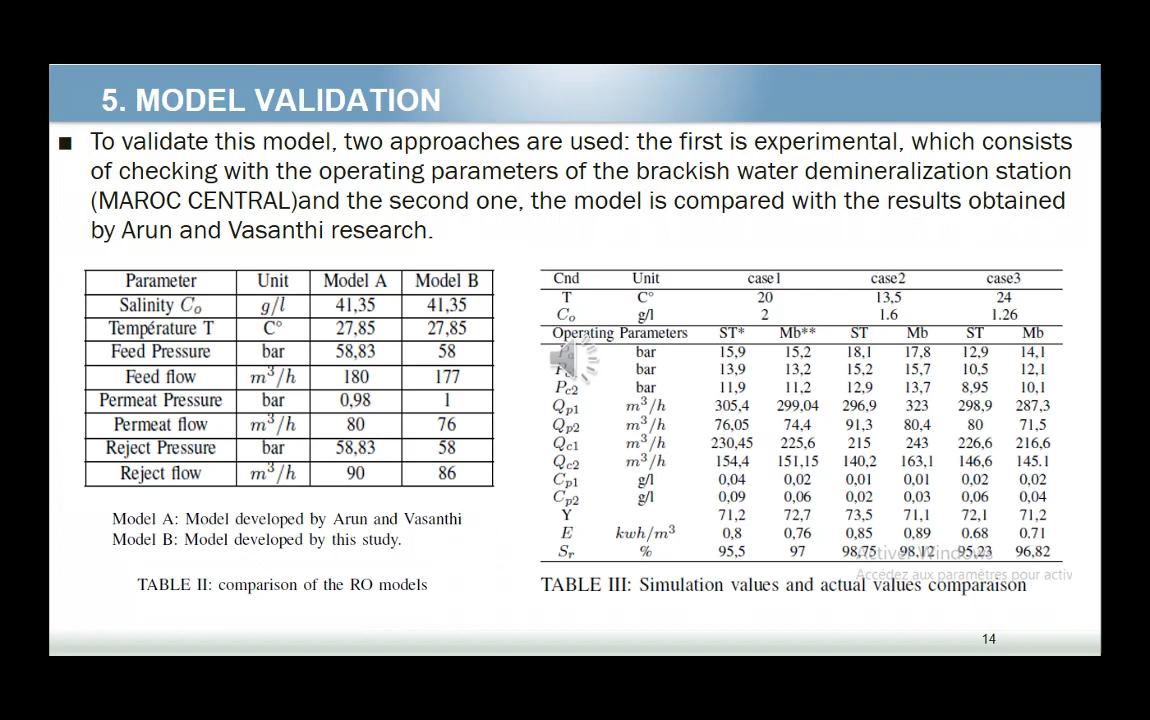 5. MODEL VALIDATION
■ To validate this model, two approaches are used: the first is experimental, which consists
of checking with the operating parameters of the brackish water demineralization station
(MAROC CENTRAL)and the second one, the model is compared with the results obtained
by Arun and Vasanthi research.
Parameter Unit Model A Model B
Salinity Co g/l 41,35 41,35
Température T C° 27,85 27,85
Feed Pressure bar 58,83 58
Feed flow m³/h 180 177
Permeat Pressure bar 0,98 1
Permeat flow m³/h 80 76
Reject Pressure bar 58,83 58
Reject flow m³/h 90 86
Model A: Model developed by Arun and Vasanthi
Model B: Model developed by this study.
TABLE II: comparison of the RO models
Cnd Unit case1 case2 case3
T C° 20 13,5 24
Co g/l 2 1.6 1.26
Operating Parameters ST* Mb** ST Mb ST Mb
bar 15,9 15,2 18,1 17,8 12,9 14,1
bar 13,9 13,2 15,2 15,7 10,5 12,1
Pc2 bar 11,9 11,2 12,9 13,7 8,95 10,1
Qp1 m³/h 305,4 299,04 296,9 323 298,9 287,3
Qp2 m³/h 76,05 74,4 91,3 80,4 80 71,5
Qc1 m³/h 230,45 225,6 215 243 226,6 216,6
Qc2 m³/h 154,4 151,15 140,2 163,1 146,6 145.1
Cp1 g/l 0,04 0,02 0,01 0,01 0,02 0,02
Cp2 g/l 0,09 0,06 0,02 0,03 0,06 0,04
Y 71,2 72,7 73,5 71,1 72,1 71,2
E kwh/m³ 0,8 0,76 0,85 0,89 0.68 0.71
Sr % 95,5 97 98,75 98,12 95,23 96,82
Activer Windows
Accédez aux paramètres pour activ
TABLE III: Simulation values and actual values comparaison
14